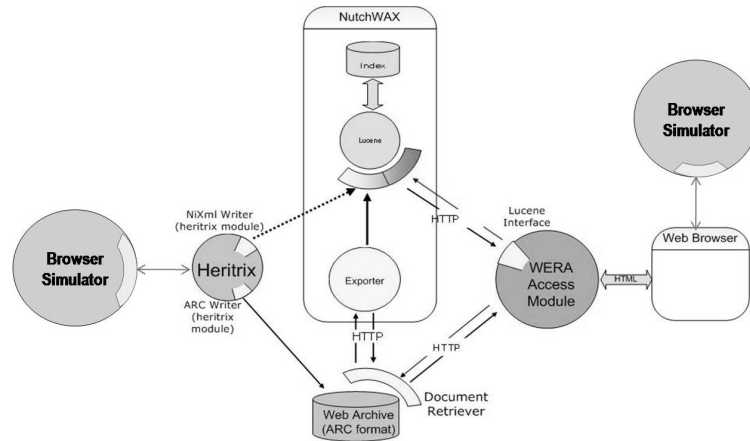 NutchWAX
Index
Lucene
Browser
Simulator
NiXml Writer
(heritrix module)
HTTP
Lucene
Interface
Web Browser
Browser
Simulator
Heritrix
Exporter
WERA
Access
Module
HTML
ARC Writer
(heritrix
module)
HTTP
HTTP
Document
Retriever
Web Archive
(ARC format)